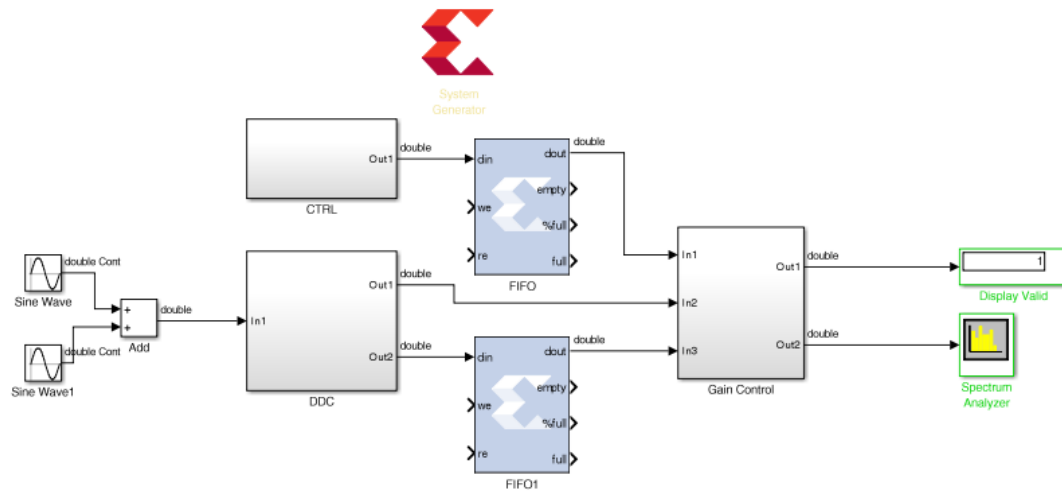 System
Generator
double
double
Out1
din
dout
empty
we
%full
re
full
CTRL
FIFO
double Cont
Sine Wave
double
+
+
Add
double Cont
Sine Wave1
In1
Out1
double
Out2
double
DDC
din
dout
double
empty
we
%full
re
full
FIFO1
In1
In2
In3
Out1
double
Out2
double
Gain Control
1
Display Valid
Spectrum
Analyzer